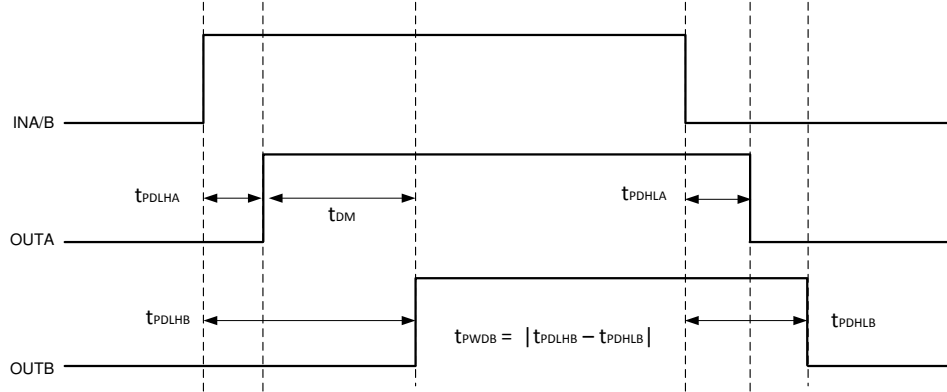 INA/B
tPDLHA
tDM
tPDHLA
OUTA
tPDLHB
tPWDB = |tPDLHB – tPDHLB|
tPDHLB
OUTB